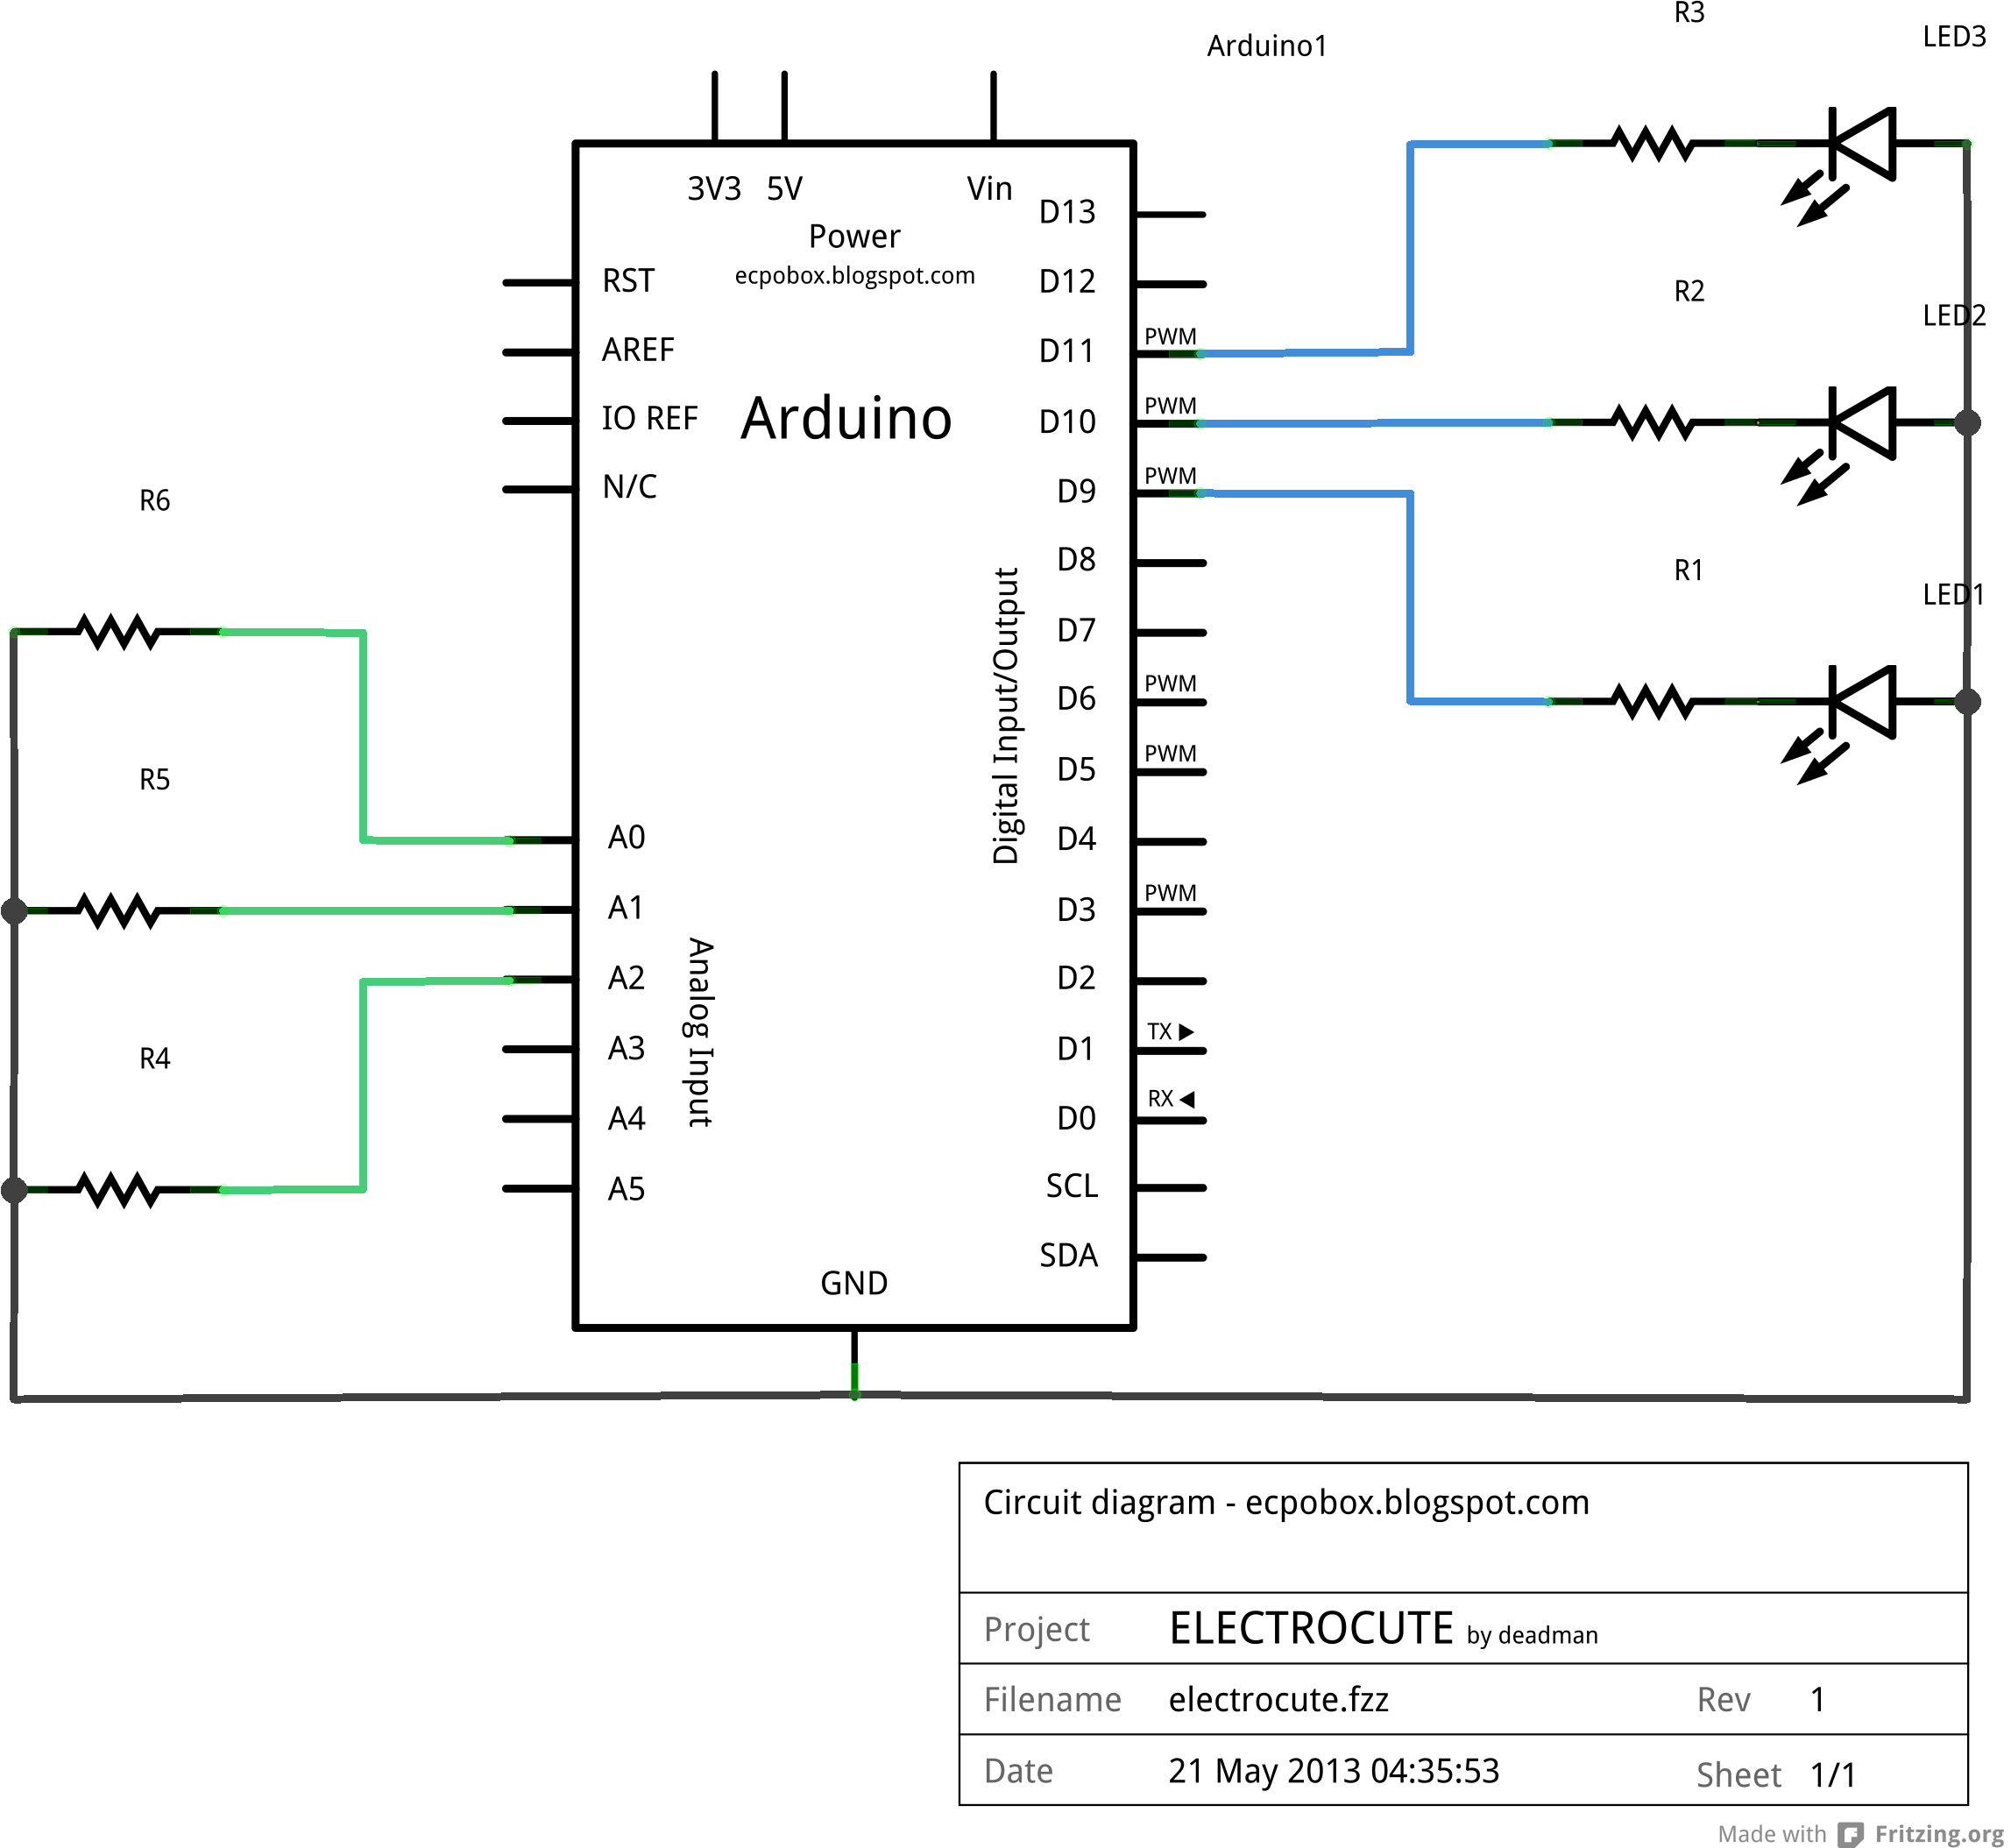 R3
LED3
Arduino1
3V3 5V Vin
Power
ecpobox.blogspot.com
RST
AREF
IO REF
N/C
Arduino
D13
D12
D11 PWM
D10 PWM
D9 PWM
D8
D7
D6 PWM
D5 PWM
D4
D3 PWM
D2
D1 TX
D0 RX
SCL
SDA
Digital Input/Output
R2
LED2
R1
LED1
R6
R5
R4
A0
A1
A2
A3
A4
A5
Analog Input
GND
Circuit diagram - ecpobox.blogspot.com
Project ELECTROCUTE by deadman
Filename electrocute.fzz Rev 1
Date 21 May 2013 04:35:53 Sheet 1/1
Made with Fritzing.org